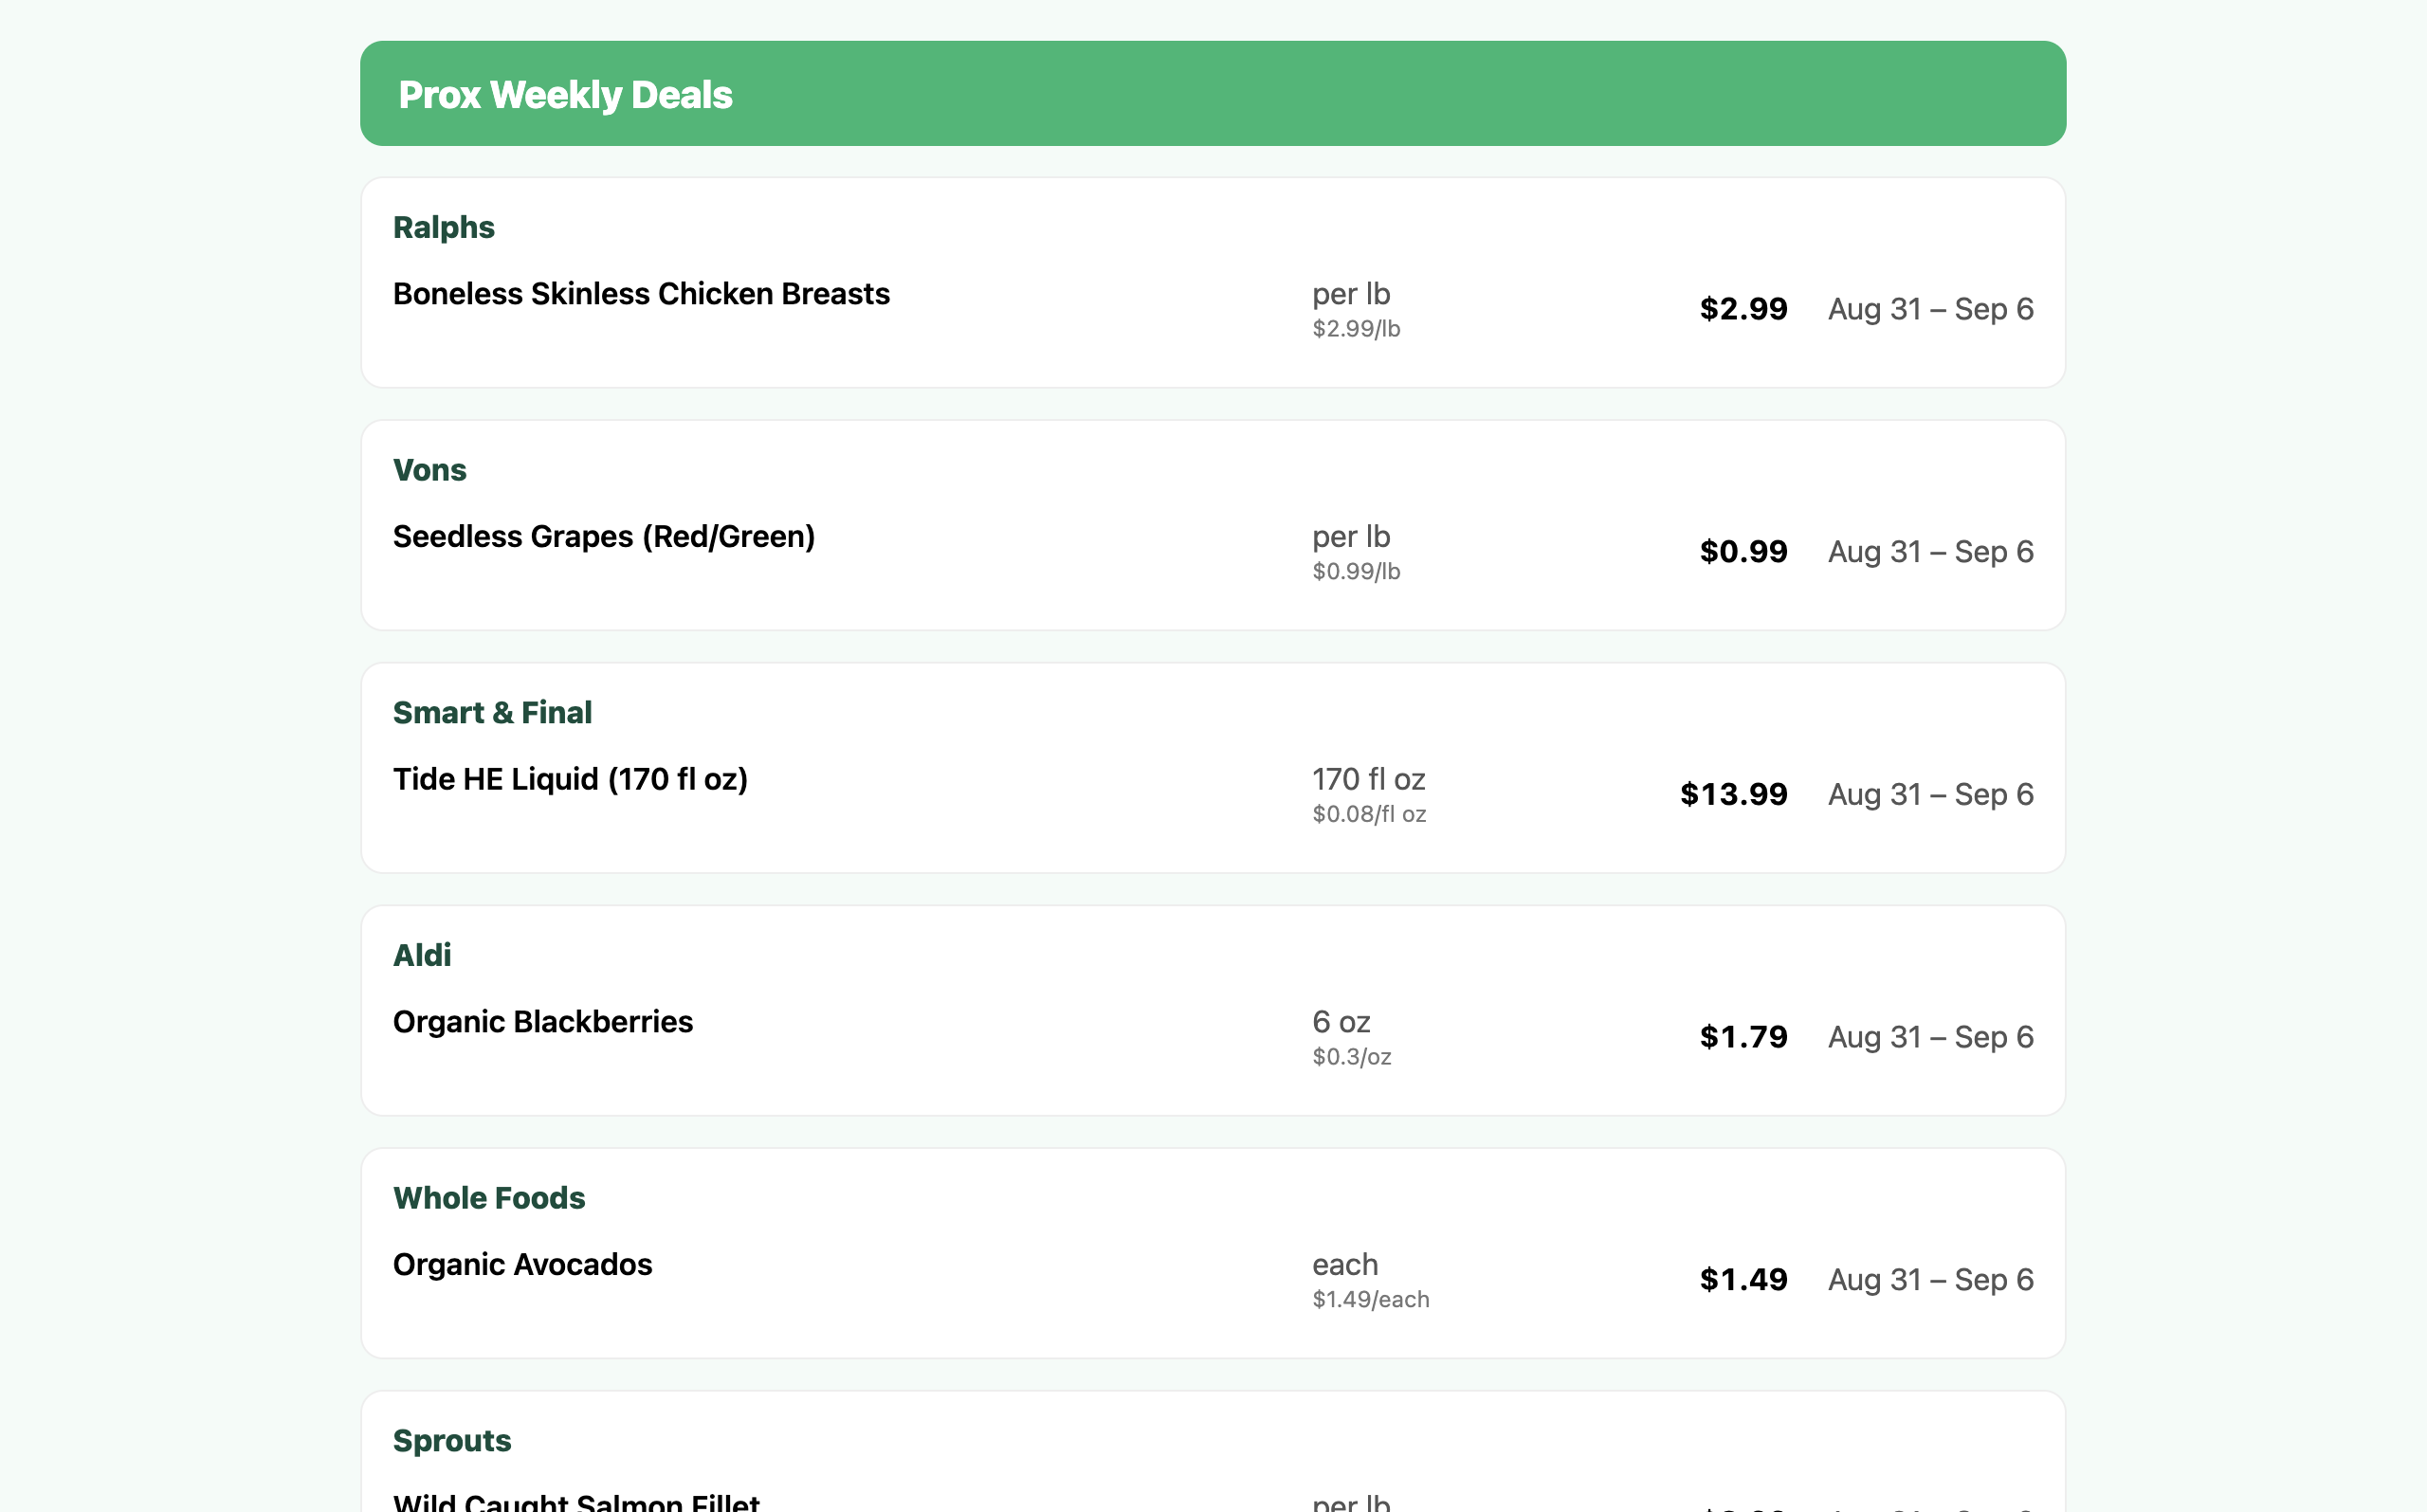 Prox Weekly Deals
Ralphs
Boneless Skinless Chicken Breasts
per lb
$2.99/lb
$2.99
Aug 31 – Sep 6
Vons
Seedless Grapes (Red/Green)
per lb
$0.99/lb
$0.99
Aug 31 – Sep 6
Smart & Final
Tide HE Liquid (170 fl oz)
170 fl oz
$0.08/fl oz
$13.99
Aug 31 – Sep 6
Aldi
Organic Blackberries
6 oz
$0.3/oz
$1.79
Aug 31 – Sep 6
Whole Foods
Organic Avocados
each
$1.49/each
$1.49
Aug 31 – Sep 6
Sprouts
Wild Caught Salmon Fillet
per lb